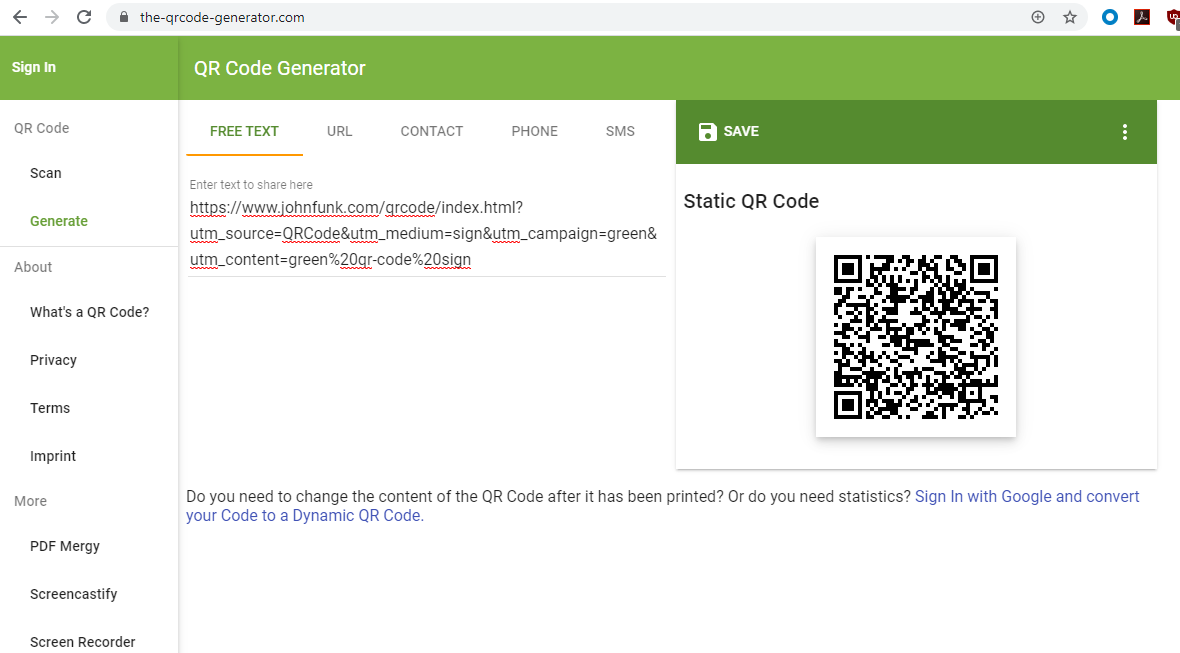 the-qrcode-generator.com
Sign In
QR Code Generator
QR Code
Scan
Generate
About
What's a QR Code?
Privacy
Terms
Imprint
More
PDF Mergy
Screencastify
Screen Recorder
FREE TEXT URL CONTACT PHONE SMS
Enter text to share here
https://www.johnfunk.com/qrcode/index.html?
utm_source=QRCode&utm_medium=sign&utm_campaign=green&
utm_content=green%20qr-code%20sign
SAVE
Static QR Code
Do you need to change the content of the QR Code after it has been printed? Or do you need statistics? Sign In with Google and convert
your Code to a Dynamic QR Code.